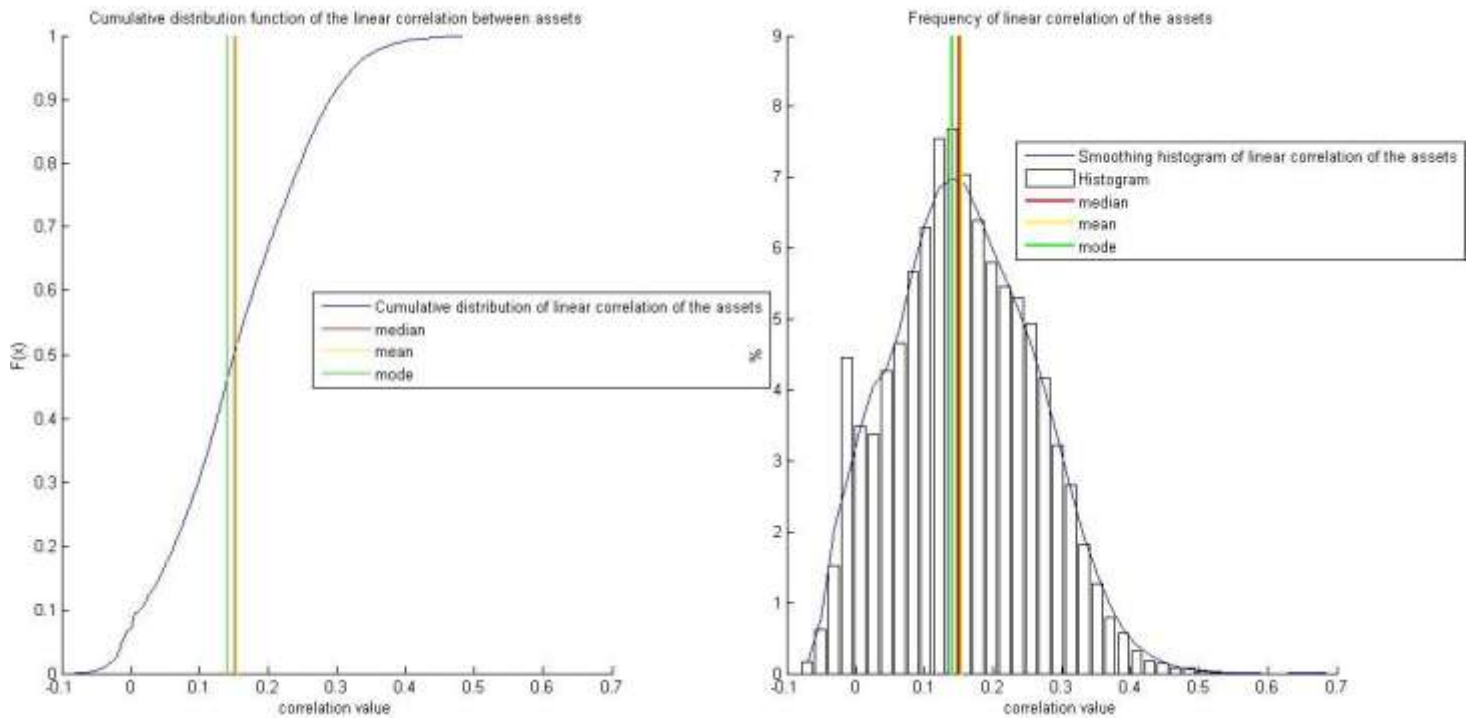 Cumulative distribution function of the linear correlation between assets
1
0.9
0.8
0.7
0.6
0.5
0.4
0.3
0.2
0.1
0
F(x)
Cumulative distribution of linear correlation of the assets
median
mean
mode
-0.1 0 0.1 0.2 0.3 0.4 0.5 0.6 0.7
correlation value
Frequency of linear correlation of the assets
9
8
7
6
5
4
3
2
1
0
%
Smoothing histogram of linear correlation of the assets
Histogram
median
mean
mode
-0.1 0 0.1 0.2 0.3 0.4 0.5 0.6 0.7
correlation value